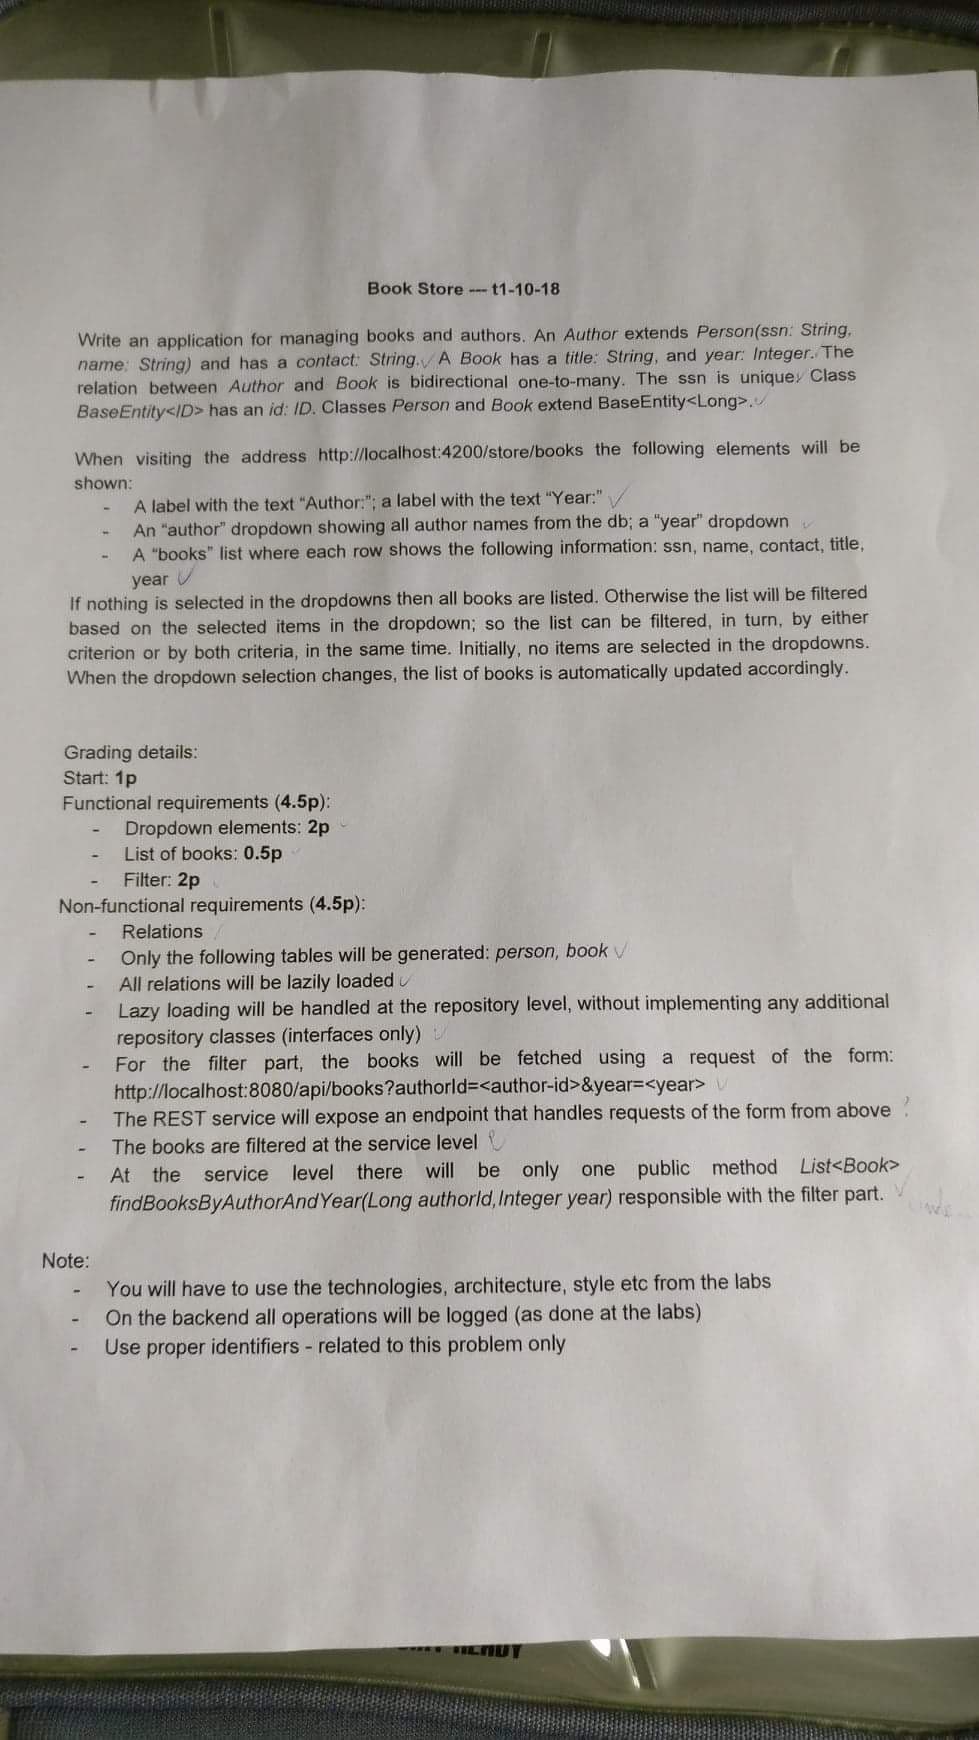 Book Store --- t1-10-18
Write an application for managing books and authors. An Author extends Person(ssn: String,
name: String) and has a contact: String. A Book has a title: String, and year: Integer. The
relation between Author and Book is bidirectional one-to-many. The ssn is unique. Class
BaseEntity<ID> has an id: ID. Classes Person and Book extend BaseEntity<Long>.
When visiting the address http://localhost:4200/store/books the following elements will be
shown:
- A label with the text "Author:"; a label with the text "Year:"
- An "author" dropdown showing all author names from the db; a "year" dropdown
- A "books" list where each row shows the following information: ssn, name, contact, title,
year
If nothing is selected in the dropdowns then all books are listed. Otherwise the list will be filtered
based on the selected items in the dropdown; so the list can be filtered, in turn, by either
criterion or by both criteria, in the same time. Initially, no items are selected in the dropdowns.
When the dropdown selection changes, the list of books is automatically updated accordingly.
Grading details:
Start: 1p
Functional requirements (4.5p):
- Dropdown elements: 2p
- List of books: 0.5p
- Filter: 2p
Non-functional requirements (4.5p):
- Relations
- Only the following tables will be generated: person, book
- All relations will be lazily loaded
- Lazy loading will be handled at the repository level, without implementing any additional
repository classes (interfaces only)
- For the filter part, the books will be fetched using a request of the form:
http://localhost:8080/api/books?authorId=<author-id>&year=<year>
- The REST service will expose an endpoint that handles requests of the form from above ?
- The books are filtered at the service level
- At the service level there will be only one public method List<Book>
findBooksByAuthorAndYear(Long authorId,Integer year) responsible with the filter part.
Note:
- You will have to use the technologies, architecture, style etc from the labs
- On the backend all operations will be logged (as done at the labs)
- Use proper identifiers - related to this problem only